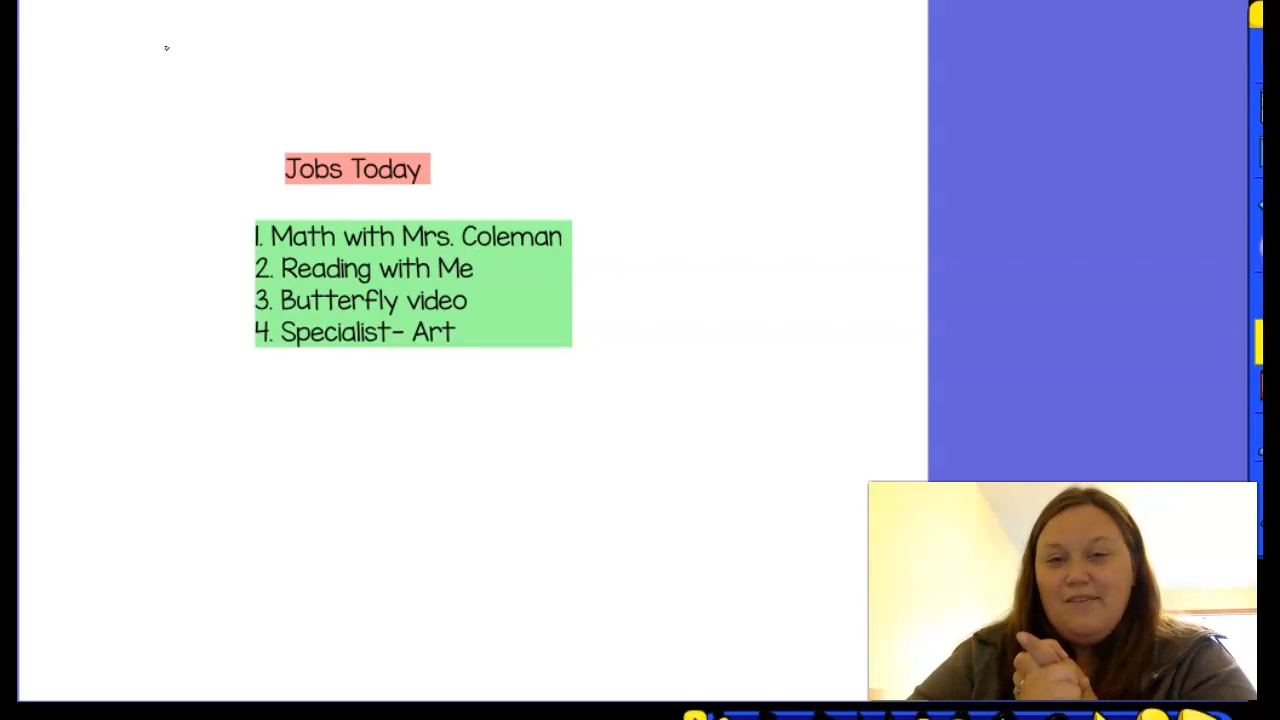 Jobs Today
1. Math with Mrs. Coleman
2. Reading with Me
3. Butterfly video
4. Specialist- Art